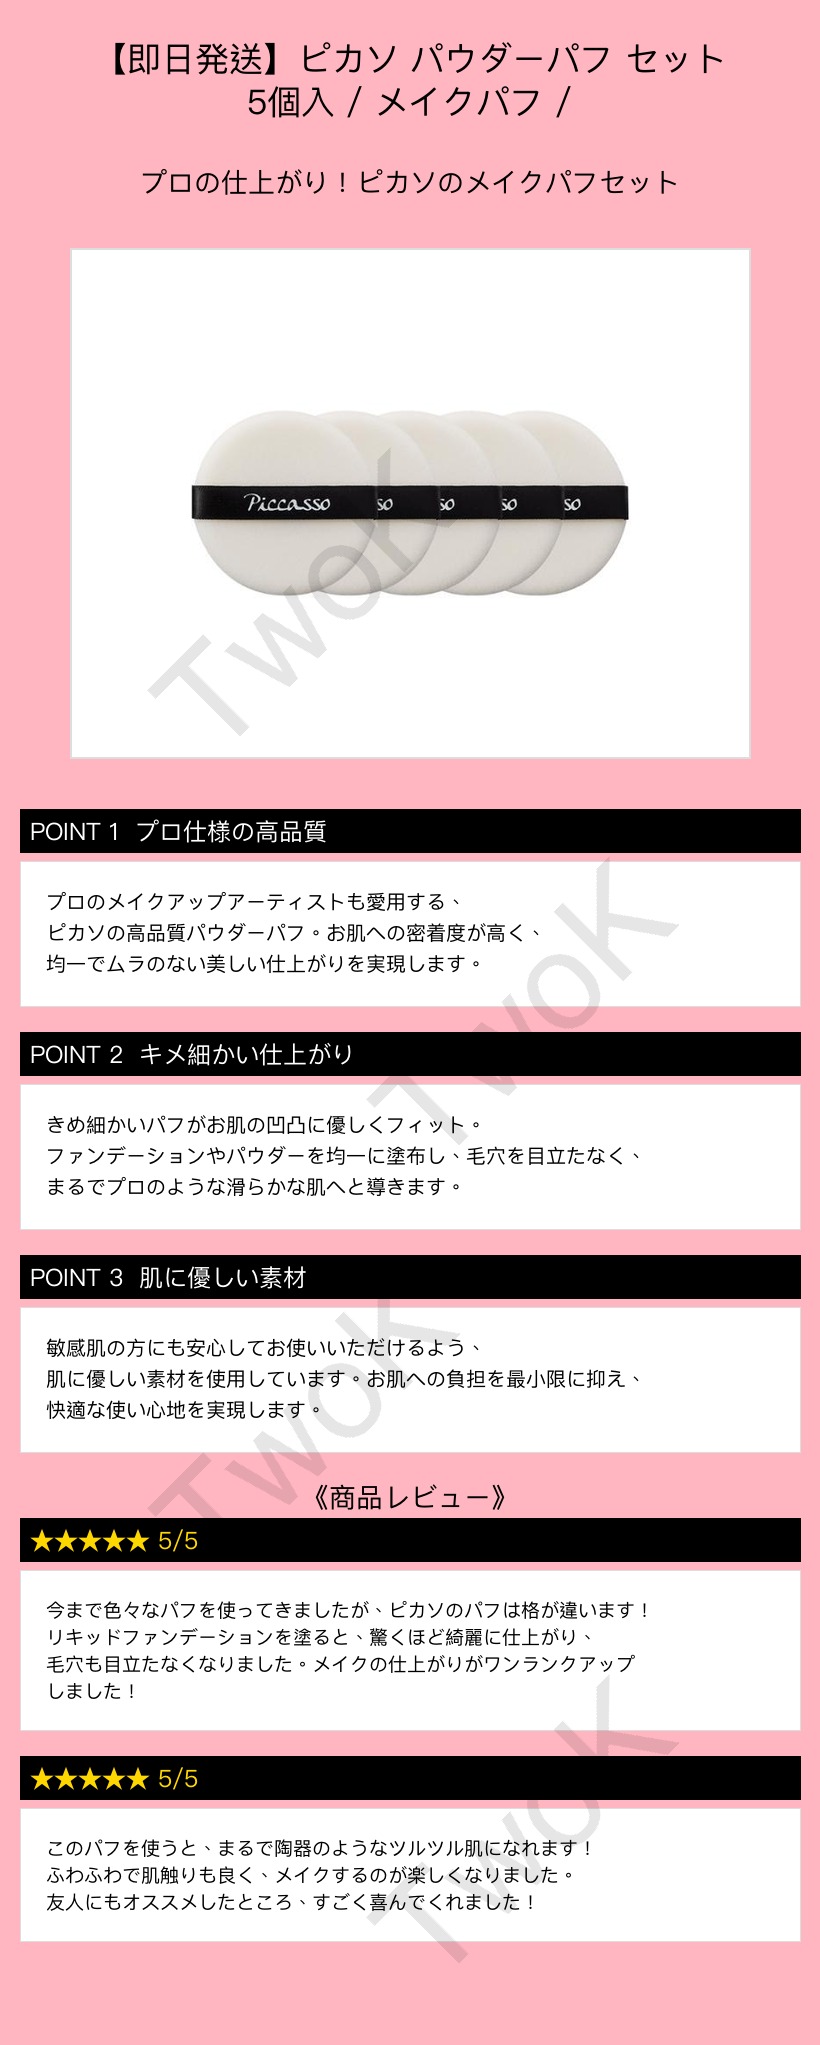 【即日発送】ピカソ パウダーパフ セット
5個入 / メイクパフ /
プロの仕上がり！ピカソのメイクパフセット
Piccasso
so
so
so
so
TwoK
POINT 1 プロ仕様の高品質
プロのメイクアップアーティストも愛用する、
ピカソの高品質パウダーパフ。お肌への密着度が高く、
均一でムラのない美しい仕上がりを実現します。
TwoK
POINT 2 キメ細かい仕上がり
きめ細かいパフがお肌の凹凸に優しくフィット。
ファンデーションやパウダーを均一に塗布し、毛穴を目立たなく、
まるでプロのような滑らかな肌へと導きます。
POINT 3 肌に優しい素材
敏感肌の方にも安心してお使いいただけるよう、
肌に優しい素材を使用しています。お肌への負担を最小限に抑え、
快適な使い心地を実現します。
TwoK
《商品レビュー》
★★★★★ 5/5
今まで色々なパフを使ってきましたが、ピカソのパフは格が違います！
リキッドファンデーションを塗ると、驚くほど綺麗に仕上がり、
毛穴も目立たなくなりました。メイクの仕上がりがワンランクアップ
しました！
★★★★★ 5/5
このパフを使うと、まるで陶器のようなツルツル肌になれます！
ふわふわで肌触りも良く、メイクするのが楽しくなりました。
友人にもオススメしたところ、すごく喜んでくれました！
TwoK